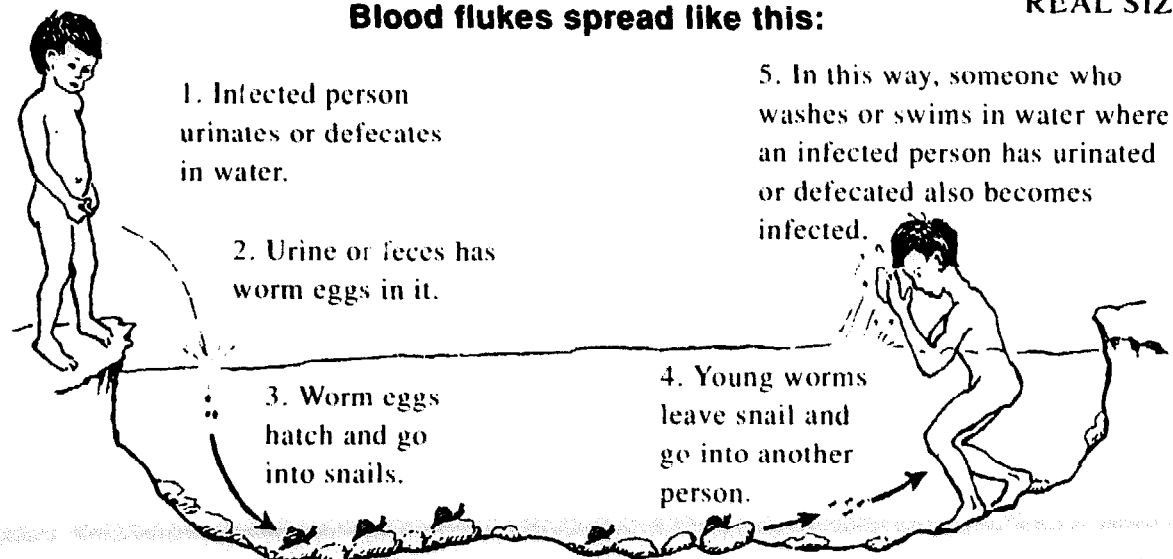 Blood flukes spread like this:
REAL SIZ
1. Infected person
urinates or defecates
in water.
2. Urine or feces has
worm eggs in it.
3. Worm eggs
hatch and go
into snails.
4. Young worms
leave snail and
go into another
person.
5. In this way, someone who
washes or swims in water where
an infected person has urinated
or defecated also becomes
infected.